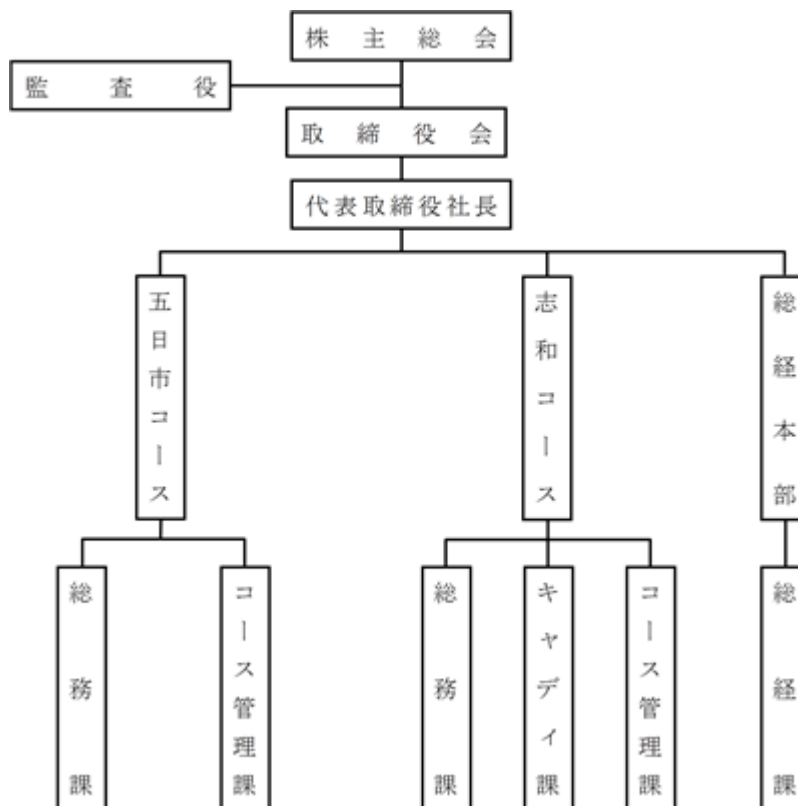 株主総会
監査役
取締役会
代表取締役社長
五日市コース
志和コース
総経本部
総務課
コース管理課
総務課
キャディ課
コース管理課
総経課